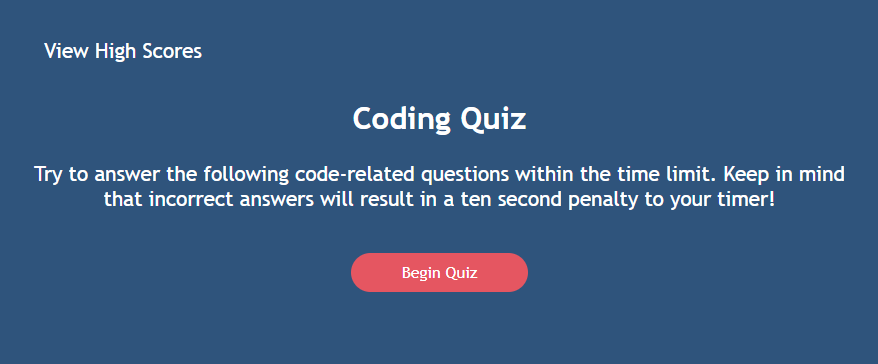 View High Scores
Coding Quiz
Try to answer the following code-related questions within the time limit. Keep in mind
that incorrect answers will result in a ten second penalty to your timer!
Begin Quiz